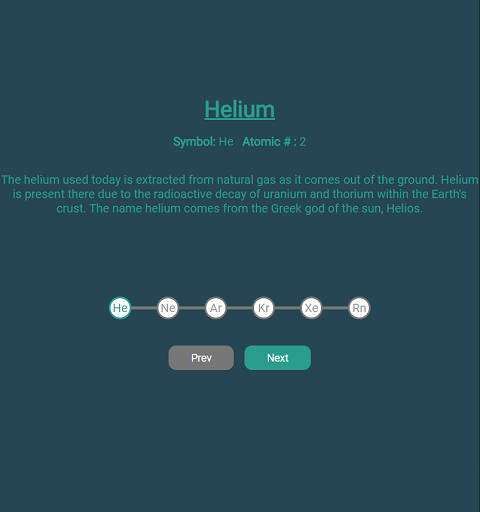 Helium
Symbol: He Atomic # : 2
The helium used today is extracted from natural gas as it comes out of the ground. Helium
is present there due to the radioactive decay of uranium and thorium within the Earth's
crust. The name helium comes from the Greek god of the sun, Helios.
He Ne Ar Kr Xe Rn
Prev Next